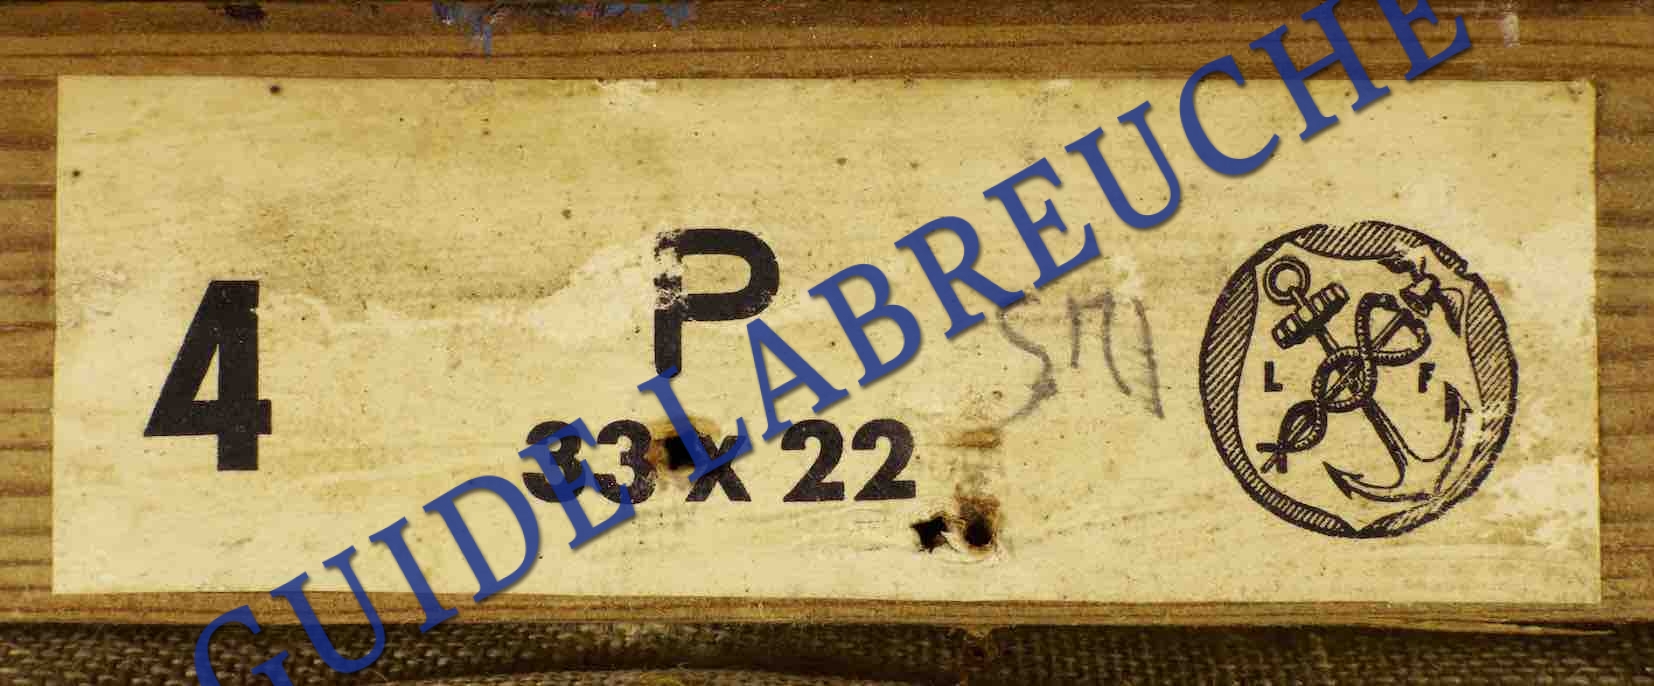 4
P
33 x 22
L F
GUIDE LABREUCHE